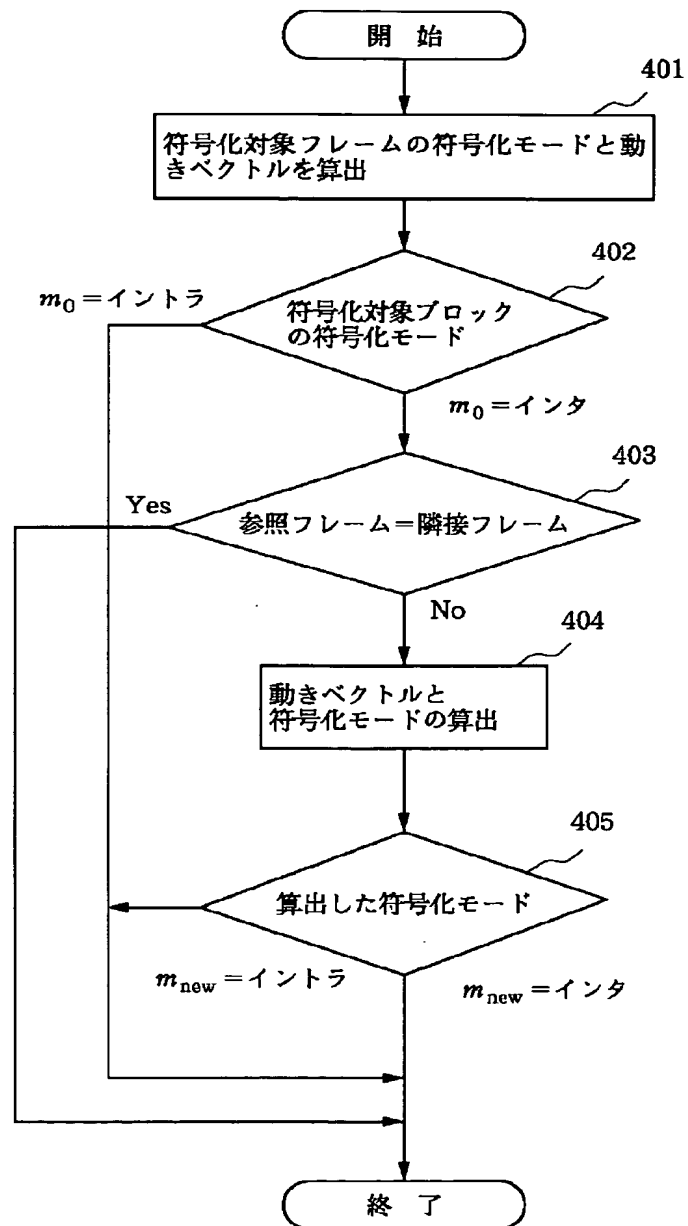 開 始
401
符号化対象フレームの符号化モードと動
きベクトルを算出
402
m0＝イントラ
符号化対象ブロック
の符号化モード
m0＝インタ
403
Yes
参照フレーム＝隣接フレーム
No
404
動きベクトルと
符号化モードの算出
405
算出した符号化モード
mnew＝イントラ
mnew＝インタ
終 了